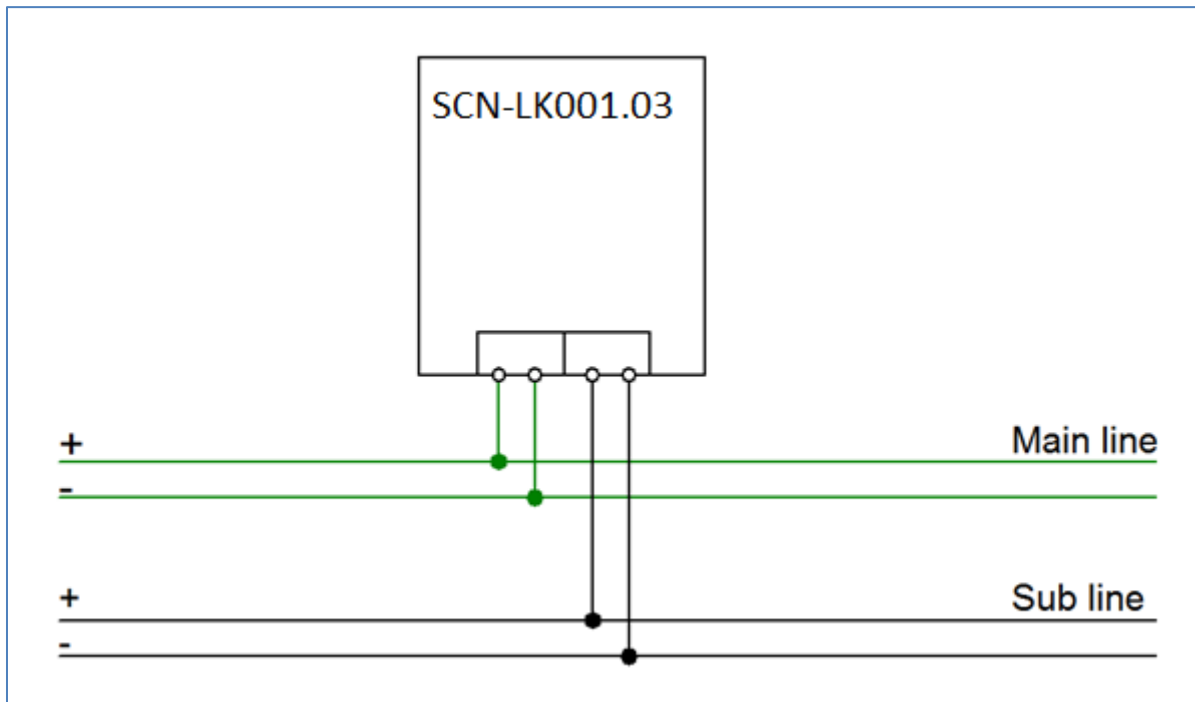 SCN-LK001.03
+ Main line
-
+ Sub line
-